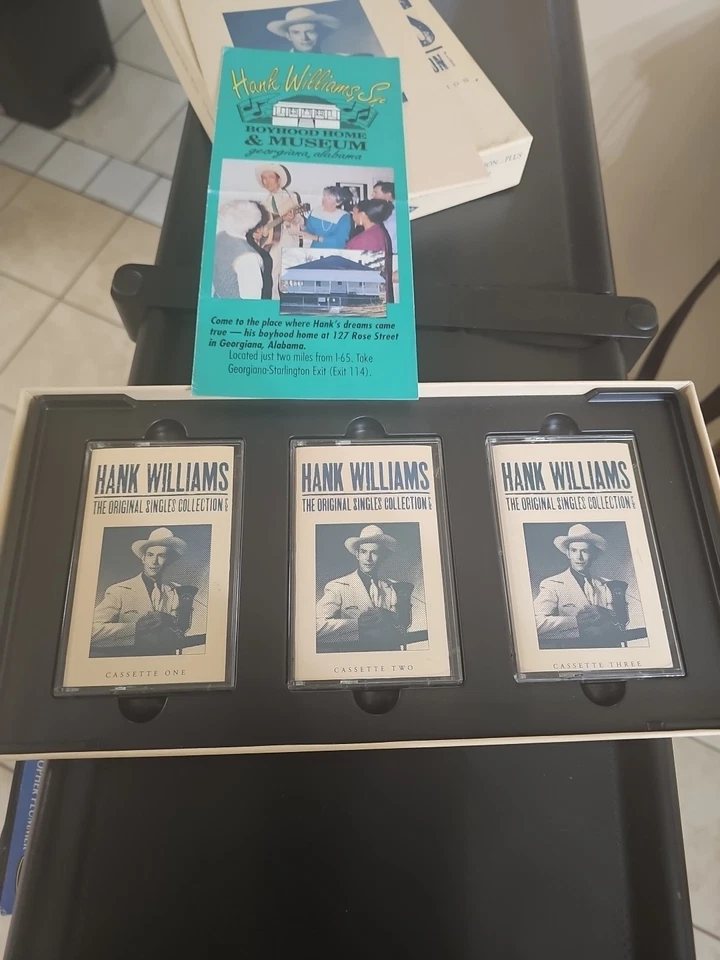 Hank Williams, Sr.
BOYHOOD HOME
& MUSEUM
georgiana, alabama
Come to the place where Hank's dreams came
true — his boyhood home at 127 Rose Street
in Georgiana, Alabama.
Located just two miles from I-65. Take
Georgiana-Starlington Exit (Exit 114).
HANK WILLIAMS
THE ORIGINAL SINGLES COLLECTION
CASSETTE ONE
HANK WILLIAMS
THE ORIGINAL SINGLES COLLECTION
CASSETTE TWO
HANK WILLIAMS
THE ORIGINAL SINGLES COLLECTION
CASSETTE THREE